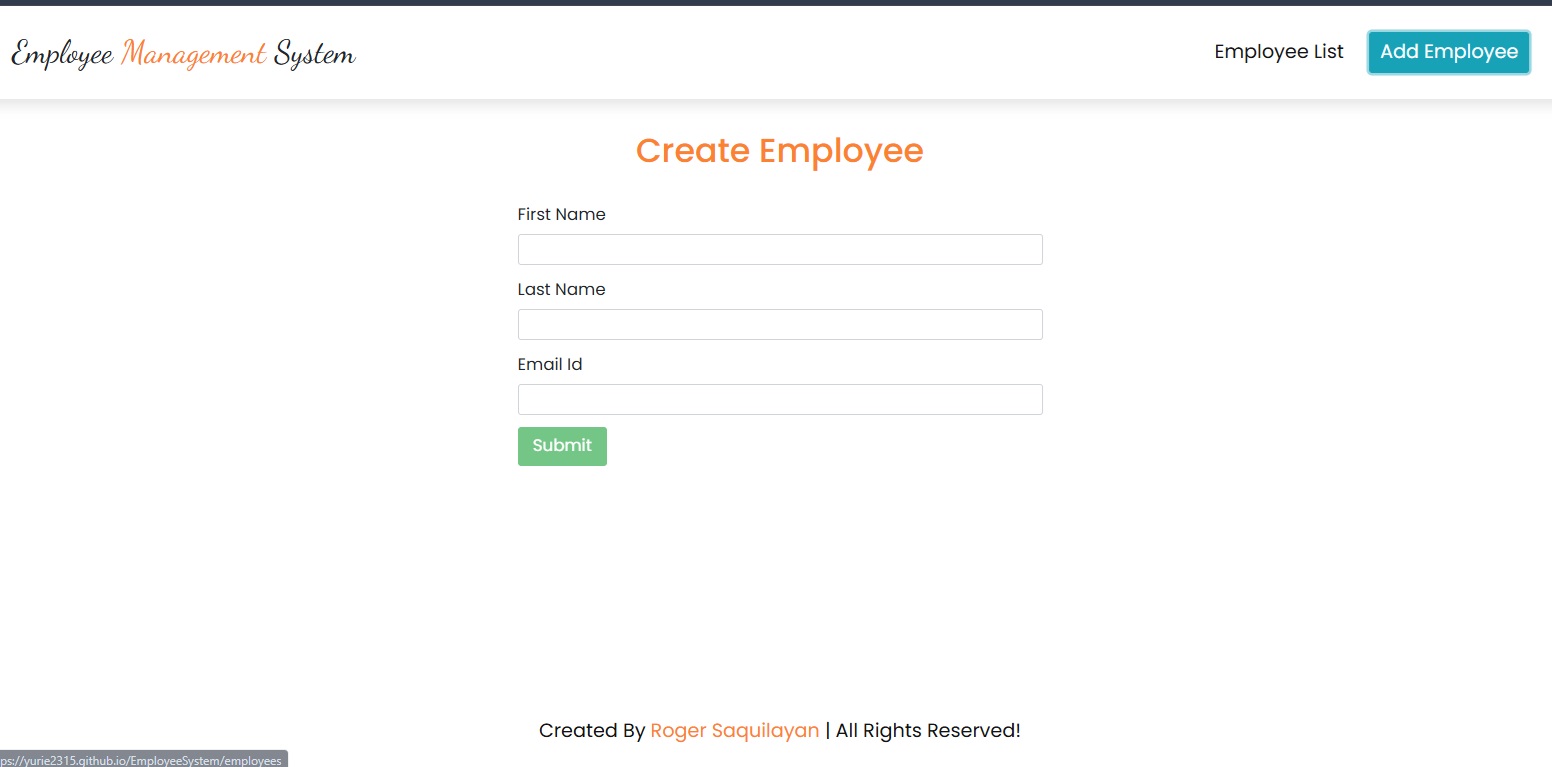 Employee Management System
Employee List
Add Employee
Create Employee
First Name
Last Name
Email Id
Submit
Created By Roger Saquilayan | All Rights Reserved!
ps://yurie2315.github.io/EmployeeSystem/employees